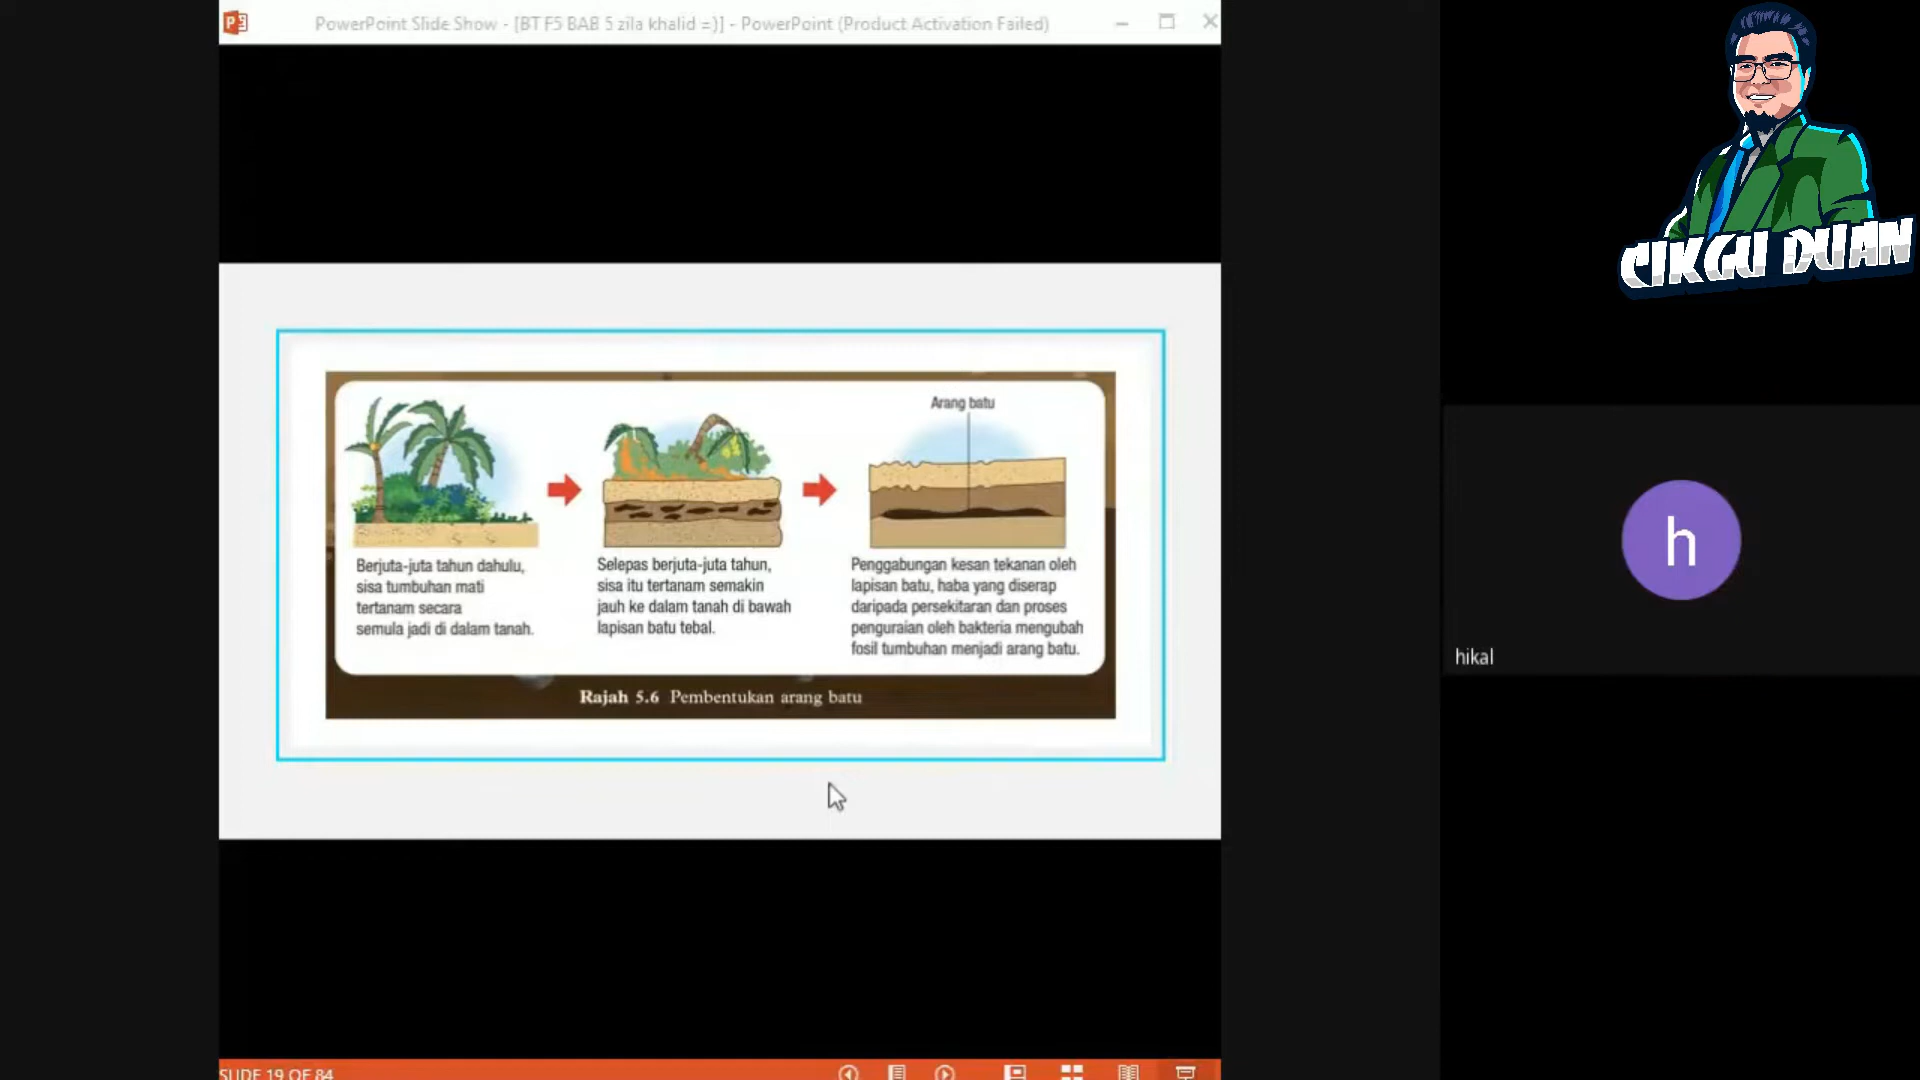 PowerPoint Slide Show - [BT F5 BAB 5 zila khalid =)] - PowerPoint (Product Activation Failed)
CIKGU DUAN
Arang batu
Berjuta-juta tahun dahulu,
sisa tumbuhan mati
tertanam secara
semula jadi di dalam tanah.
Selepas berjuta-juta tahun,
sisa itu tertanam semakin
jauh ke dalam tanah di bawah
lapisan batu tebal.
Penggabungan kesan tekanan oleh
lapisan batu, haba yang diserap
daripada persekitaran dan proses
penguraian oleh bakteria mengubah
fosil tumbuhan menjadi arang batu.
Rajah 5.6 Pembentukan arang batu
h
hikal
SLIDE 19 OF 84